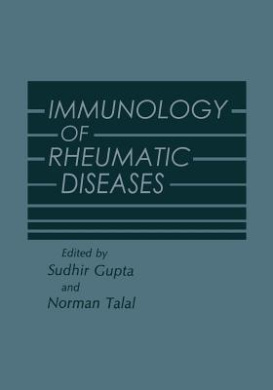 IMMUNOLOGY
OF
RHEUMATIC
DISEASES
Edited by
Sudhir Gupta
and
Norman Talal